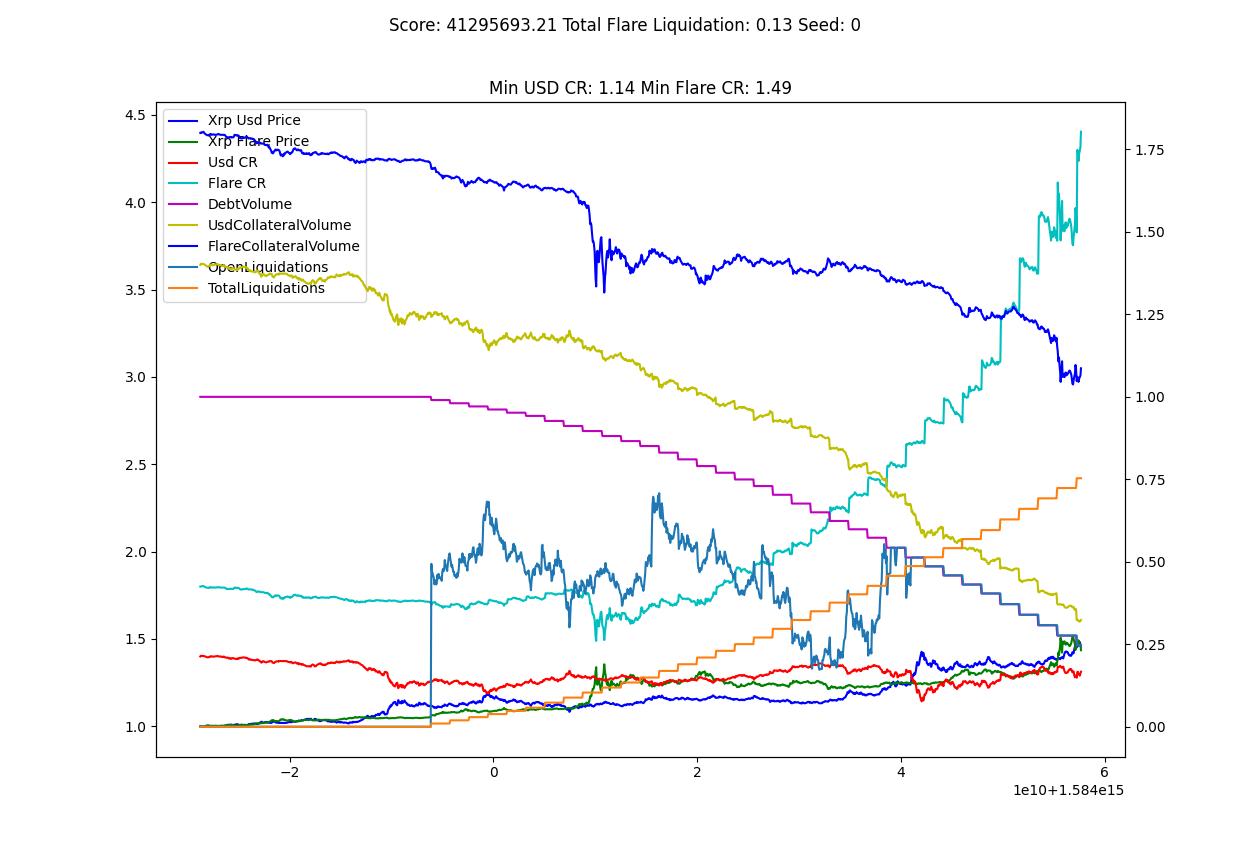 Score: 41295693.21 Total Flare Liquidation: 0.13 Seed: 0
Min USD CR: 1.14 Min Flare CR: 1.49
Xrp Usd Price
Xrp Flare Price
Usd CR
Flare CR
DebtVolume
UsdCollateralVolume
FlareCollateralVolume
OpenLiquidations
TotalLiquidations
4.5
4.0
3.5
3.0
2.5
2.0
1.5
1.0
1.75
1.50
1.25
1.00
0.75
0.50
0.25
0.00
−2
0
2
4
6
1e10+1.584e15